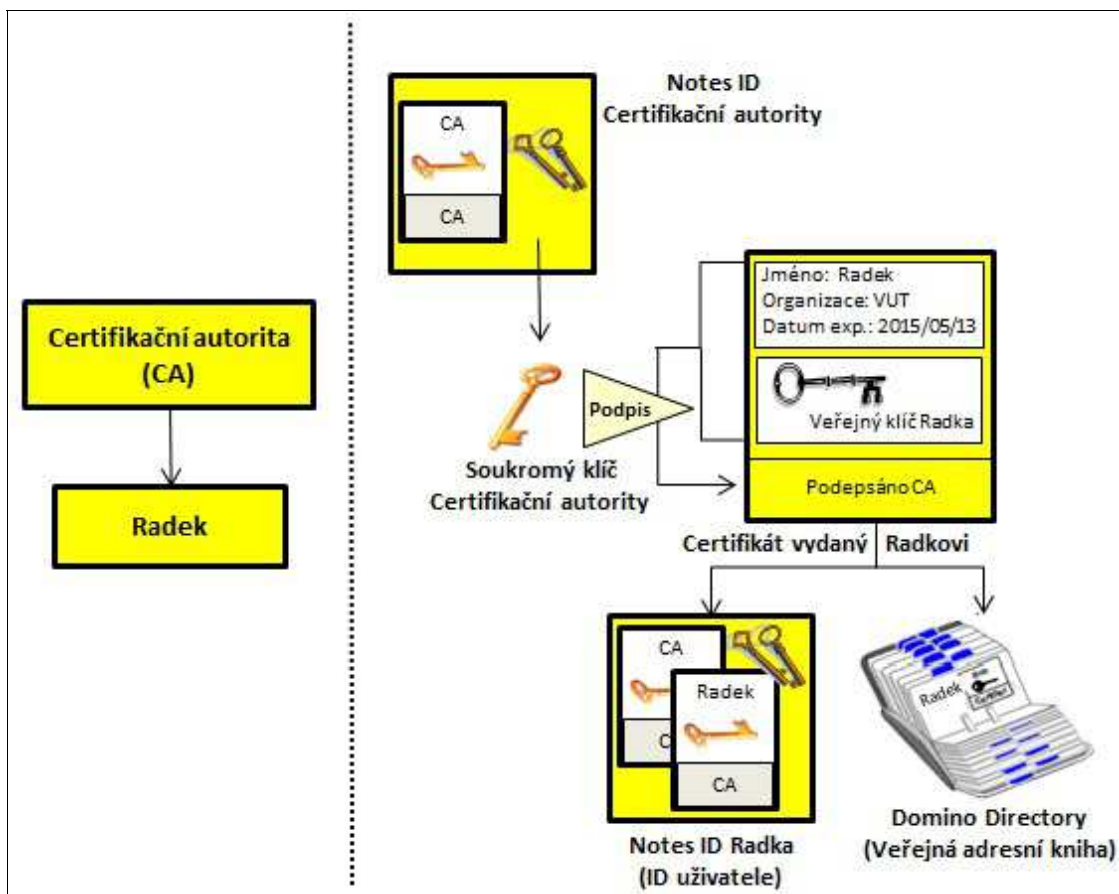 Certifikační autorita
(CA)
Radek
Notes ID
Certifikační autority
CA
CA
Soukromý klíč
Certifikační autority
Podpis
Jméno: Radek
Organizace: VUT
Datum exp.: 2015/05/13
Veřejný klíč Radka
Podepsáno CA
Certifikát vydaný Radkovi
CA
Radek
CA
Notes ID Radka
(ID uživatele)
Radek
Domino Directory
(Veřejná adresní kniha)